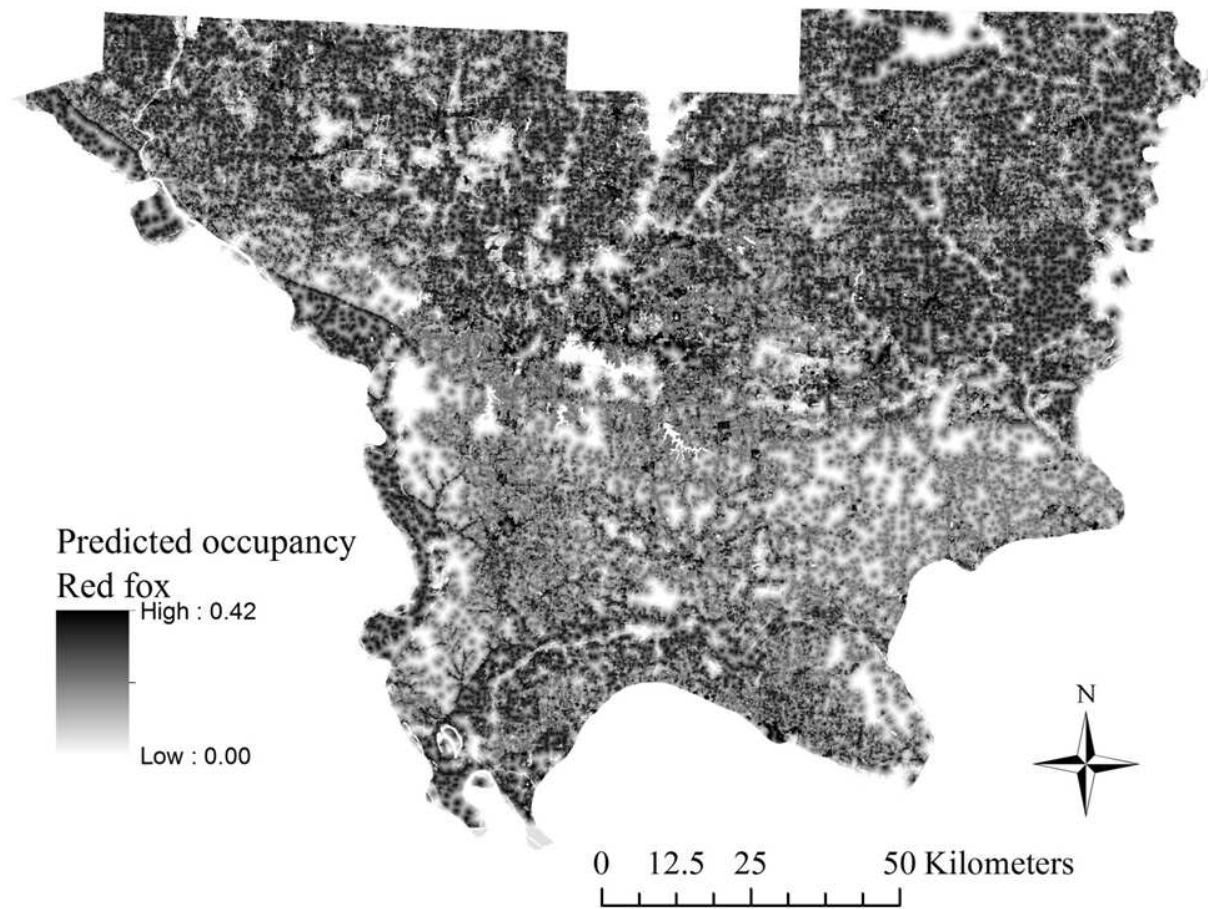 Predicted occupancy
Red fox
High : 0.42
Low : 0.00
N
0 12.5 25 50 Kilometers